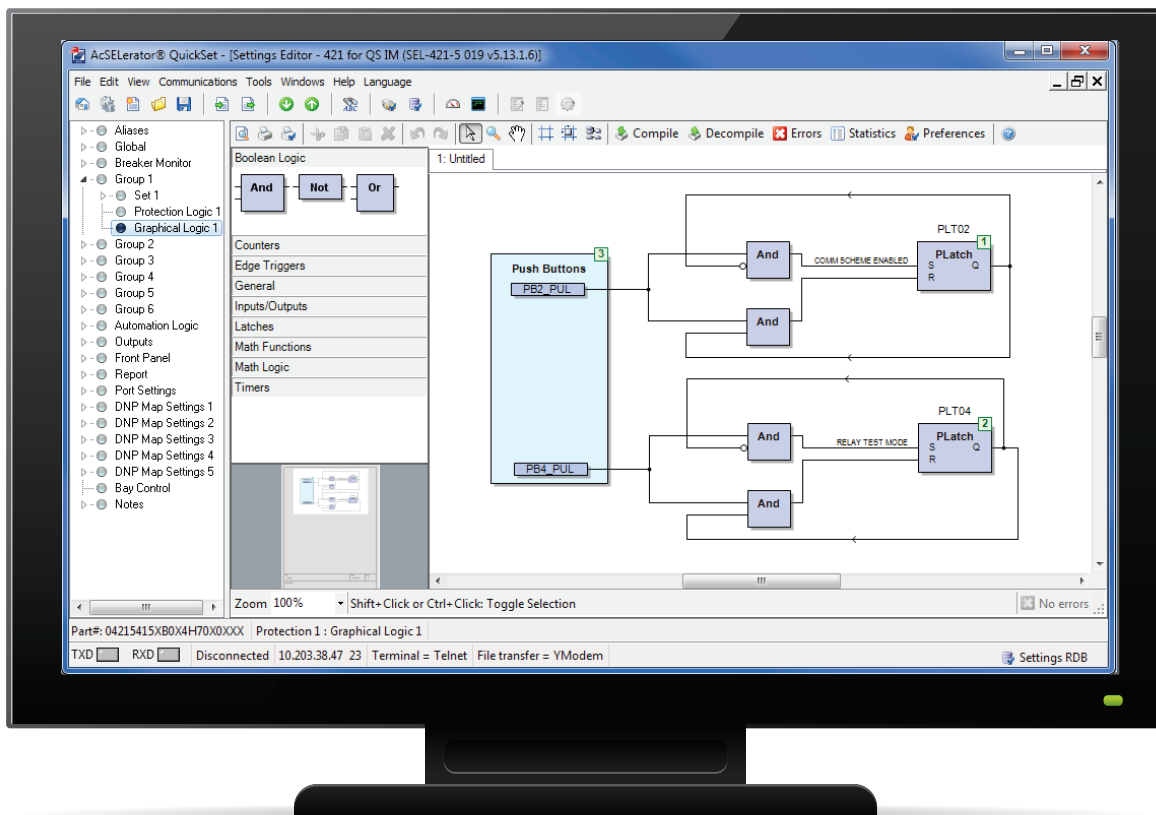 AcSELerator® QuickSet - [Settings Editor - 421 for QS IM (SEL-421-5 019 v5.13.1.6)]
File Edit View Communications Tools Windows Help Language
Aliases
Global
Breaker Monitor
Group 1
Set 1
Protection Logic 1
Graphical Logic 1
Group 2
Group 3
Group 4
Group 5
Group 6
Automation Logic
Outputs
Front Panel
Report
Port Settings
DNP Map Settings 1
DNP Map Settings 2
DNP Map Settings 3
DNP Map Settings 4
DNP Map Settings 5
Bay Control
Notes
Compile Decompile Errors Statistics Preferences
Boolean Logic
And Not Or
Counters
Edge Triggers
General
Inputs/Outputs
Latches
Math Functions
Math Logic
Timers
1: Untitled
3
Push Buttons
PB2_PUL
PB4_PUL
And
COMM SCHEME ENABLED
PLT02
1
PLatch
S Q
R
And
And
RELAY TEST MODE
PLT04
2
PLatch
S Q
R
And
Zoom 100% Shift+Click or Ctrl+Click: Toggle Selection No errors
Part#: 04215415XB0X4H70X0XXX Protection 1 : Graphical Logic 1
TXD RXD Disconnected 10.203.38.47 23 Terminal = Telnet File transfer = YModem Settings RDB